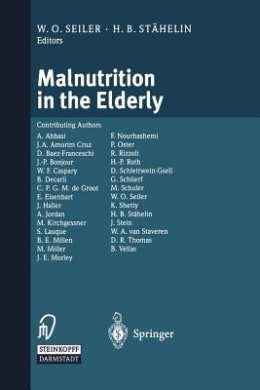 W. O. SEILER · H. B. STÄHELIN
Editors
Malnutrition
in the Elderly
Contributing Authors
A. Abbasi
J.A. Amorim Cruz
D. Baez-Franceschi
J.-P. Bonjour
W. F. Caspary
B. Decarli
C. P. G. M. de Groot
E. Eisenbart
J. Haller
A. Jordan
M. Kirchgessner
S. Lauque
B. E. Millen
M. Miller
J. E. Morley
F. Nourhashemi
P. Oster
R. Rizzoli
H.-P. Roth
D. Schlettwein-Gsell
G. Schlierf
M. Schuler
W. O. Seiler
K. Shetty
H. B. Stähelin
J. Stein
W. A. van Staveren
D. R. Thomas
B. Vellas
STEINKOPFF
DARMSTADT
Springer